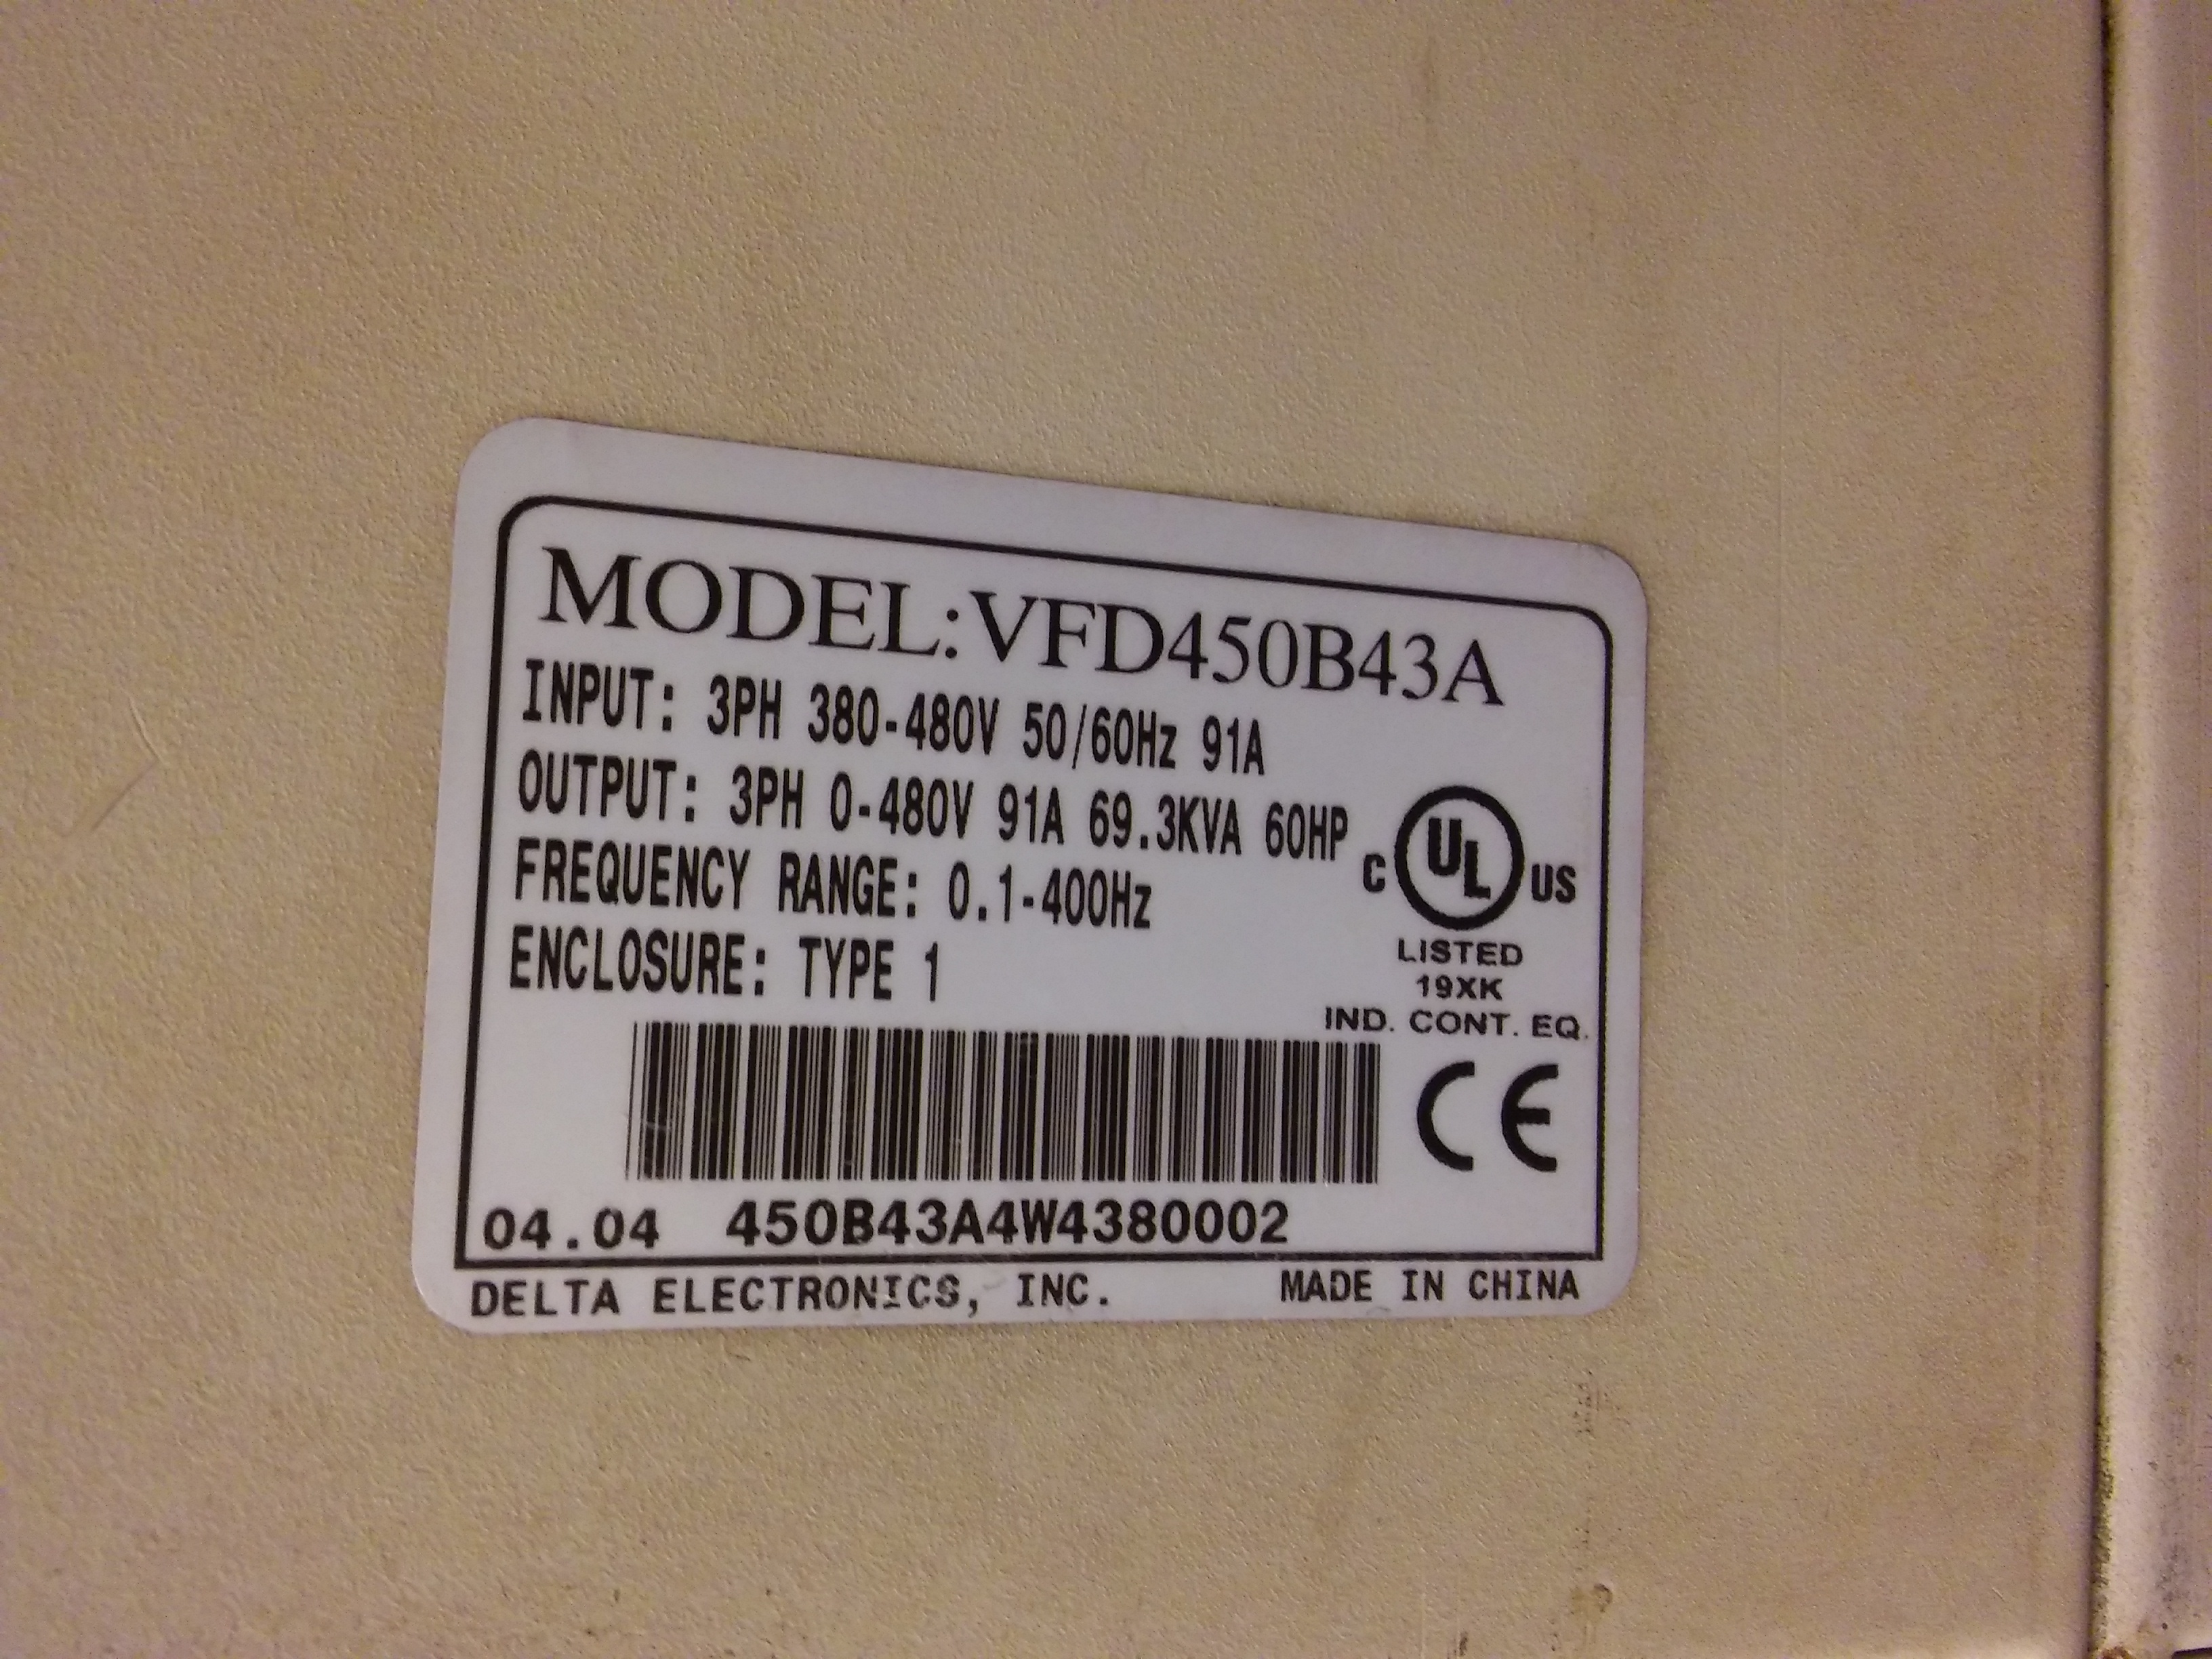 MODEL:VFD450B43A
INPUT: 3PH 380-480V 50/60Hz 91A
OUTPUT: 3PH 0-480V 91A 69.3KVA 60HP
FREQUENCY RANGE: 0.1-400Hz
ENCLOSURE: TYPE 1
C UL US
LISTED
19XK
IND. CONT. EQ.
CE
04.04 450B43A4W4380002
DELTA ELECTRONICS, INC. MADE IN CHINA